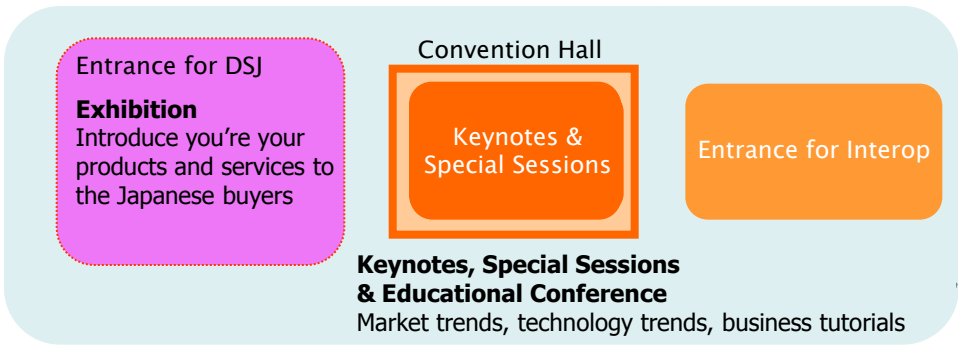 Entrance for DSJ
Exhibition
Introduce you’re your
products and services to
the Japanese buyers
Convention Hall
Keynotes &
Special Sessions
Entrance for Interop
Keynotes, Special Sessions
& Educational Conference
Market trends, technology trends, business tutorials